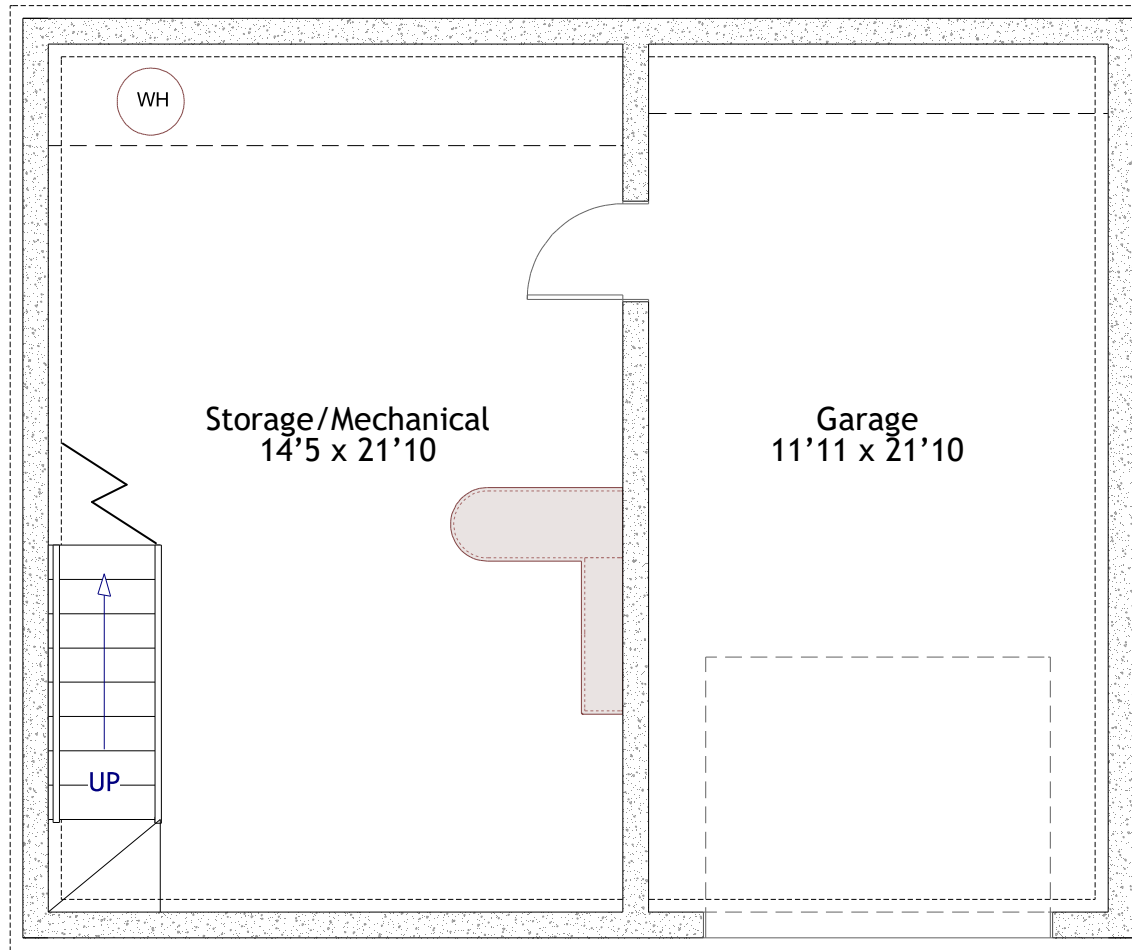 WH
Storage/Mechanical
14’5 x 21’10
Garage
11’11 x 21’10
UP